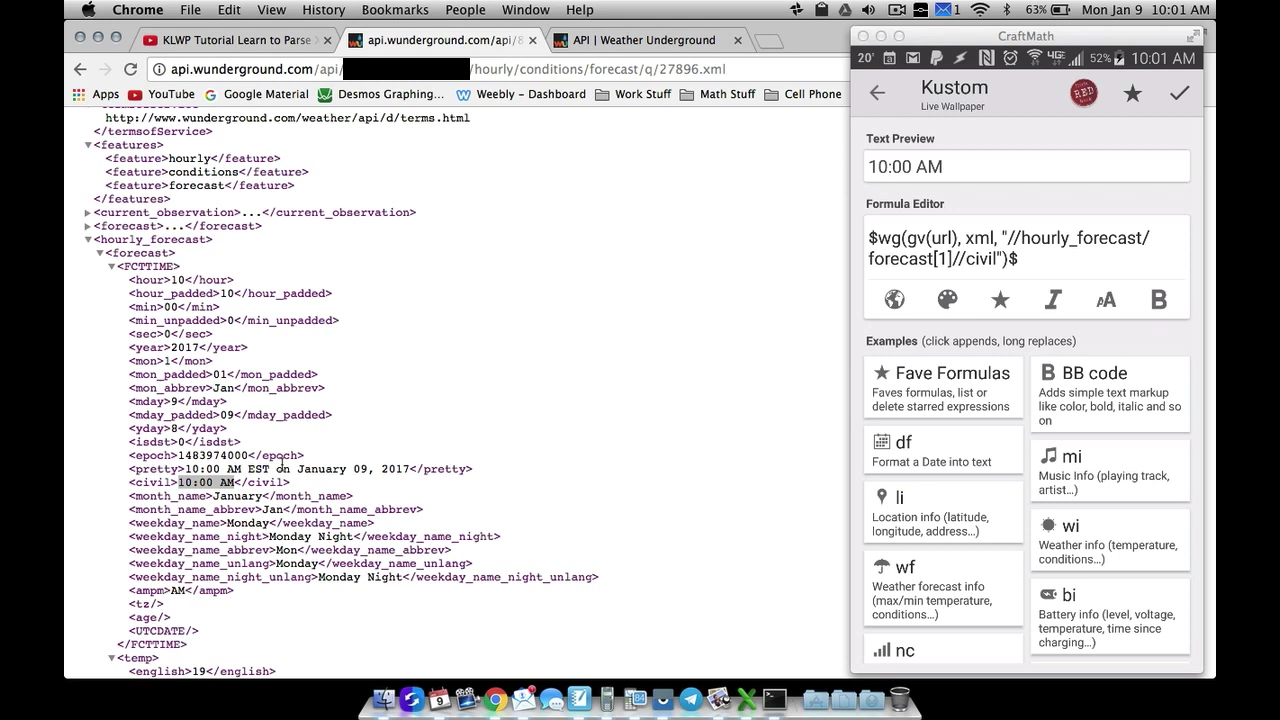 Chrome File Edit View History Bookmarks People Window Help 1 63% Mon Jan 9 10:01 AM
KLWP Tutorial Learn to Parse
api.wunderground.com/api/8
API | Weather Underground
api.wunderground.com/api/ /hourly/conditions/forecast/q/27896.xml
Apps YouTube Google Material Desmos Graphing... Weebly - Dashboard Work Stuff Math Stuff Cell Phone
http://www.wunderground.com/weather/api/d/terms.html
</termsofService>
<features>
<feature>hourly</feature>
<feature>conditions</feature>
<feature>forecast</feature>
</features>
<current_observation>...</current_observation>
<forecast>...</forecast>
<hourly_forecast>
<forecast>
<FCTTIME>
<hour>10</hour>
<hour_padded>10</hour_padded>
<min>00</min>
<min_unpadded>0</min_unpadded>
<sec>0</sec>
<year>2017</year>
<mon>1</mon>
<mon_padded>01</mon_padded>
<mon_abbrev>Jan</mon_abbrev>
<mday>9</mday>
<mday_padded>09</mday_padded>
<yday>8</yday>
<isdst>0</isdst>
<epoch>1483974000</epoch>
<pretty>10:00 AM EST on January 09, 2017</pretty>
<civil>10:00 AM</civil>
<month_name>January</month_name>
<month_name_abbrev>Jan</month_name_abbrev>
<weekday_name>Monday</weekday_name>
<weekday_name_night>Monday Night</weekday_name_night>
<weekday_name_abbrev>Mon</weekday_name_abbrev>
<weekday_name_unlang>Monday</weekday_name_unlang>
<weekday_name_night_unlang>Monday Night</weekday_name_night_unlang>
<ampm>AM</ampm>
<tz/>
<age/>
<UTCDATE/>
</FCTTIME>
<temp>
<english>19</english>
CraftMath
20° 4G 52% 10:01 AM
Kustom
Live Wallpaper
RED
Text Preview
10:00 AM
Formula Editor
$wg(gv(url), xml, "//hourly_forecast/
forecast[1]//civil")$
I AA B
Examples (click appends, long replaces)
Fave Formulas
Faves formulas, list or
delete starred expressions
B BB code
Adds simple text markup
like color, bold, italic and so
on
df
Format a Date into text
mi
Music Info (playing track,
artist...)
li
Location info (latitude,
longitude, address...)
wi
Weather info (temperature,
conditions...)
wf
Weather forecast info
(max/min temperature,
conditions...)
bi
Battery info (level, voltage,
temperature, time since
charging...)
nc